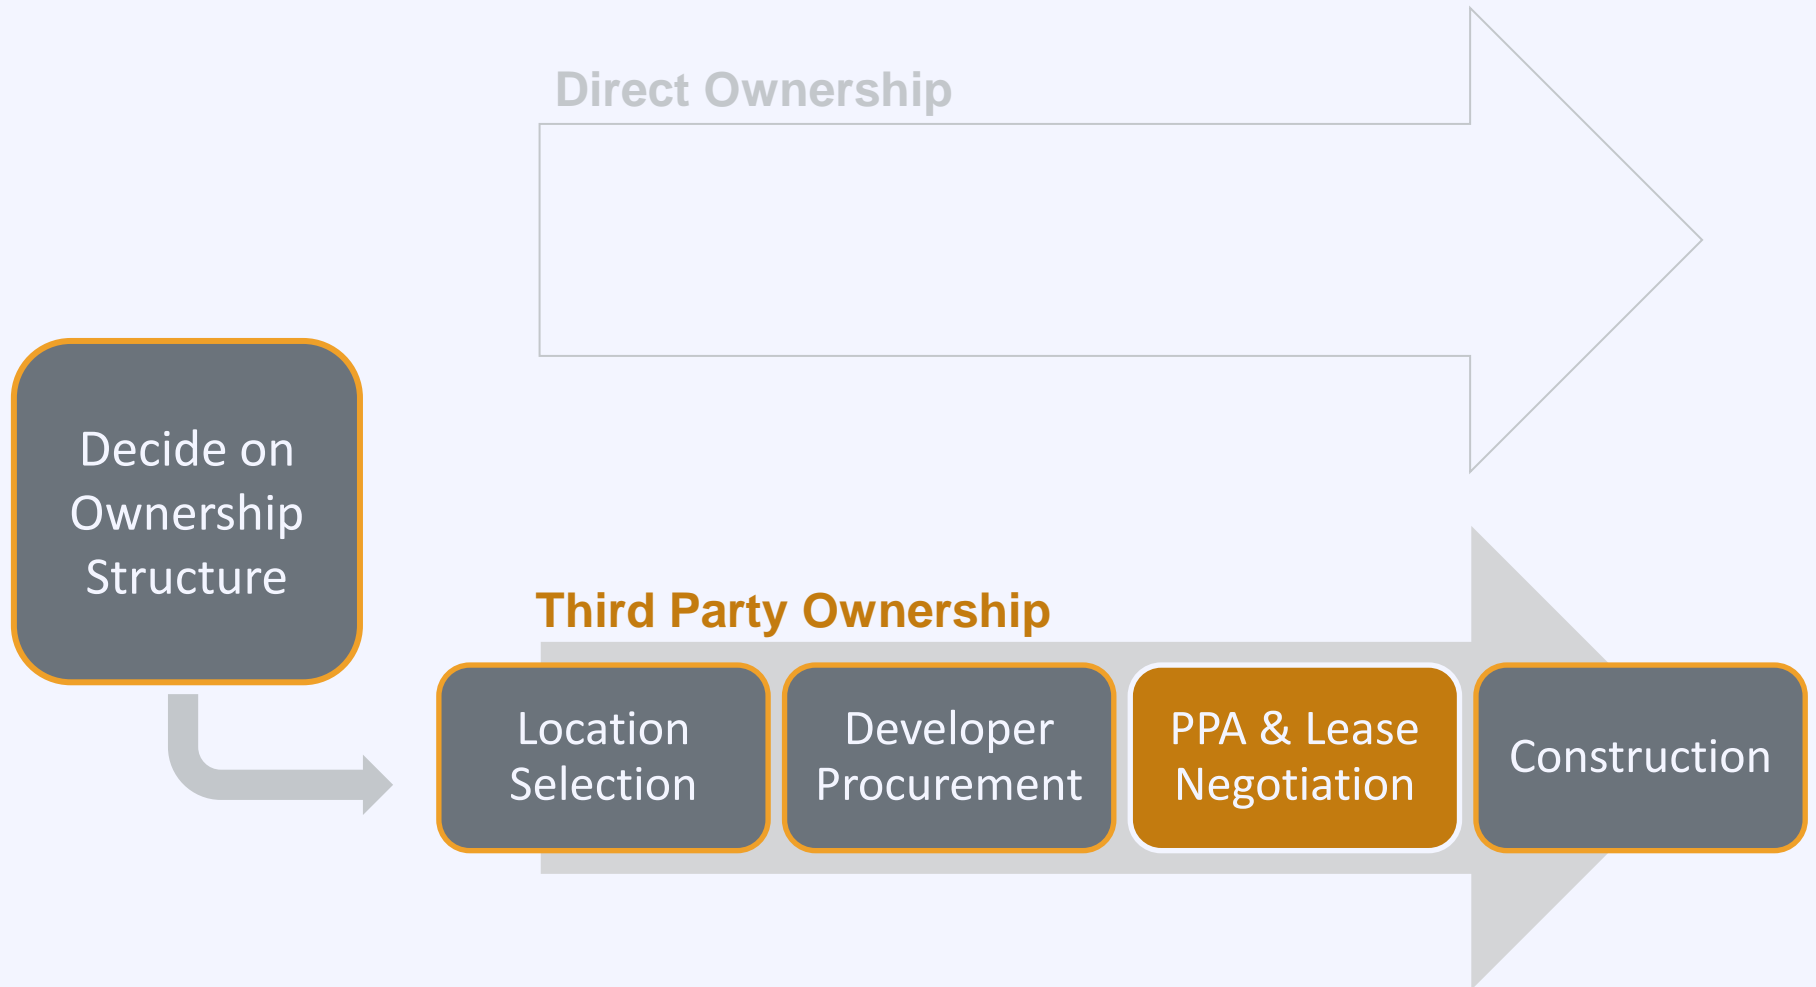 Direct Ownership
Decide on
Ownership
Structure
Third Party Ownership
Location
Selection
Developer
Procurement
PPA & Lease
Negotiation
Construction